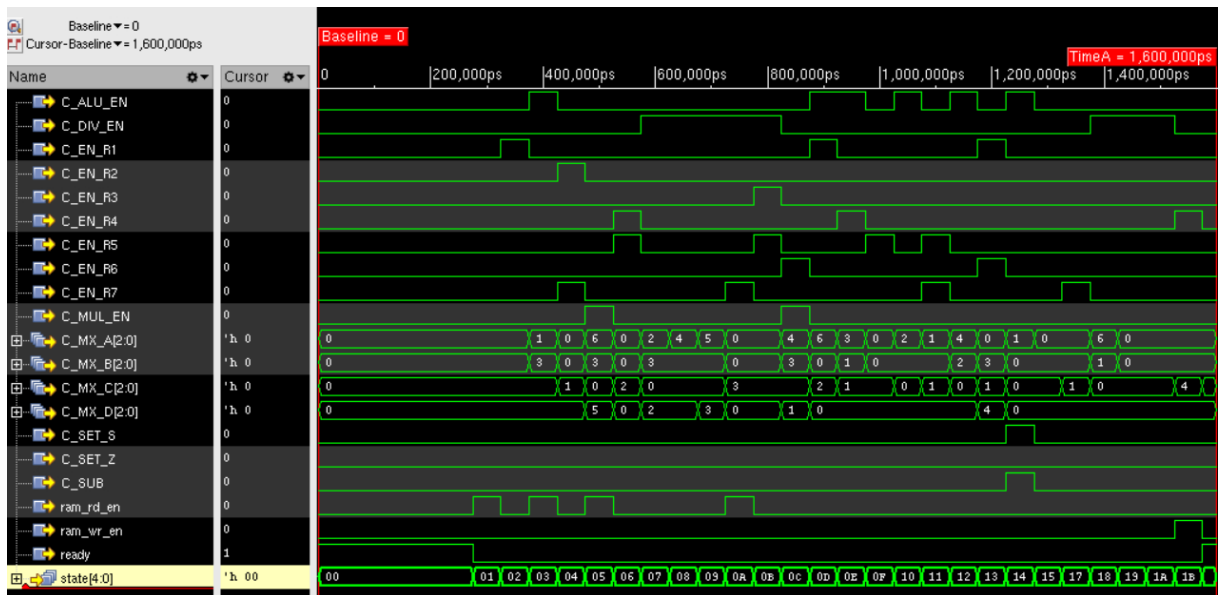 Baseline▼= 0
Cursor-Baseline▼= 1,600,000ps
Baseline = 0
TimeA = 1,600,000ps
Name Cursor 0 200,000ps 400,000ps 600,000ps 800,000ps 1,000,000ps 1,200,000ps 1,400,000ps
C_ALU_EN 0
C_DIV_EN 0
C_EN_R1 0
C_EN_R2 0
C_EN_R3 0
C_EN_R4 0
C_EN_R5 0
C_EN_R6 0
C_EN_R7 0
C_MUL_EN 0
C_MX_A[2:0] 'h 0 0 1 0 6 0 2 4 5 0 4 6 3 0 2 1 4 0 1 0 6 0
C_MX_B[2:0] 'h 0 0 3 0 3 0 3 0 3 0 1 0 2 3 0 1 0
C_MX_C[2:0] 'h 0 0 1 0 2 0 3 2 1 0 1 0 1 0 1 0 4
C_MX_D[2:0] 'h 0 0 5 0 2 3 0 1 0 4 0
C_SET_S 0
C_SET_Z 0
C_SUB 0
ram_rd_en 0
ram_wr_en 0
ready 1
state[4:0] 'h 00 00 01 02 03 04 05 06 07 08 09 0A 0B 0C 0D 0E 0F 10 11 12 13 14 15 17 18 19 1A 1B